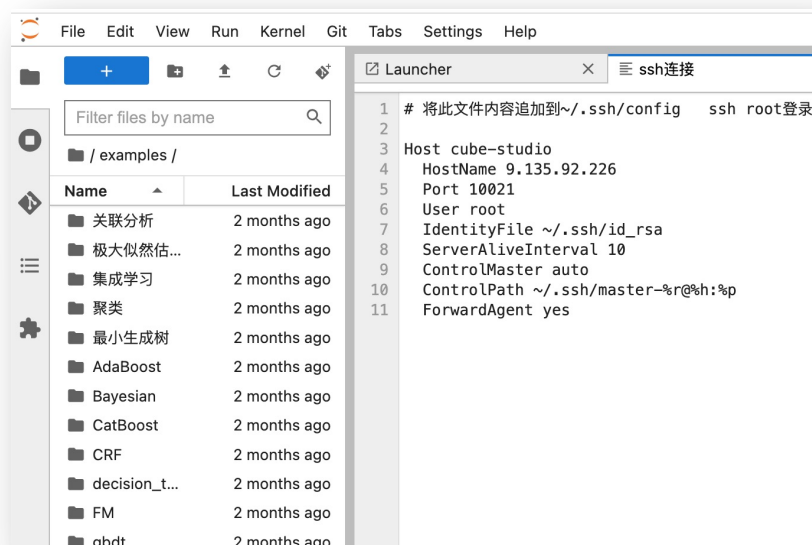 File Edit View Run Kernel Git Tabs Settings Help
Filter files by name
/ examples /
Name Last Modified
关联分析 2 months ago
极大似然估... 2 months ago
集成学习 2 months ago
聚类 2 months ago
最小生成树 2 months ago
AdaBoost 2 months ago
Bayesian 2 months ago
CatBoost 2 months ago
CRF 2 months ago
decision_t... 2 months ago
FM 2 months ago
gbdt 2 months ago
Launcher
ssh连接
1 # 将此文件内容追加到~/.ssh/config ssh root登录
2
3 Host cube-studio
4 HostName 9.135.92.226
5 Port 10021
6 User root
7 IdentityFile ~/.ssh/id_rsa
8 ServerAliveInterval 10
9 ControlMaster auto
10 ControlPath ~/.ssh/master-%r@%h:%p
11 ForwardAgent yes